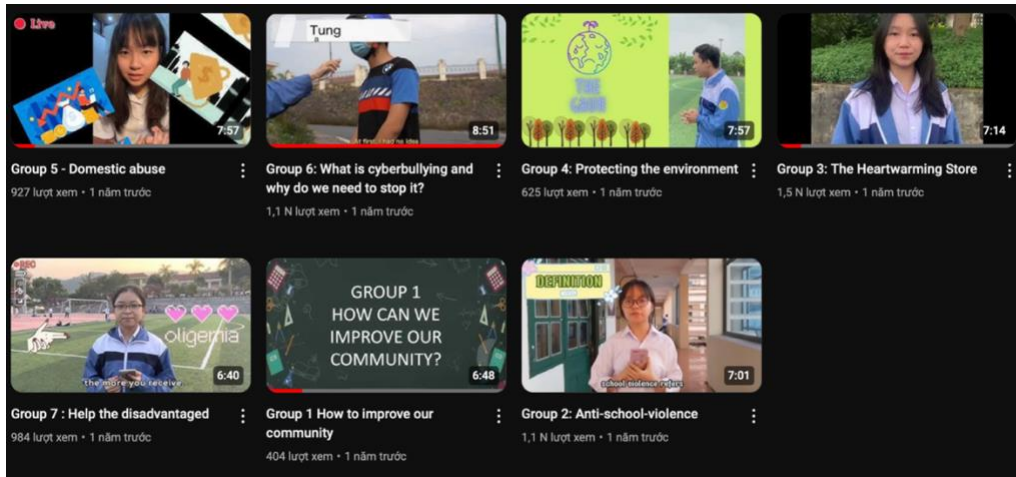 Live
7:57
Tung
At first I had no idea
8:51
THE
7:57
7:14
Group 5 - Domestic abuse
927 lượt xem • 1 năm trước
Group 6: What is cyberbullying and
why do we need to stop it?
1,1 N lượt xem • 1 năm trước
Group 4: Protecting the environment
625 lượt xem • 1 năm trước
Group 3: The Heartwarming Store
1,5 N lượt xem • 1 năm trước
REC
oligemia
"the more you receive
6:40
GROUP 1
HOW CAN WE
IMPROVE OUR
COMMUNITY?
6:48
DEFINITION
school violence refers
7:01
Group 7 : Help the disadvantaged
984 lượt xem • 1 năm trước
Group 1 How to improve our
community
404 lượt xem • 1 năm trước
Group 2: Anti-school-violence
1,1 N lượt xem • 1 năm trước